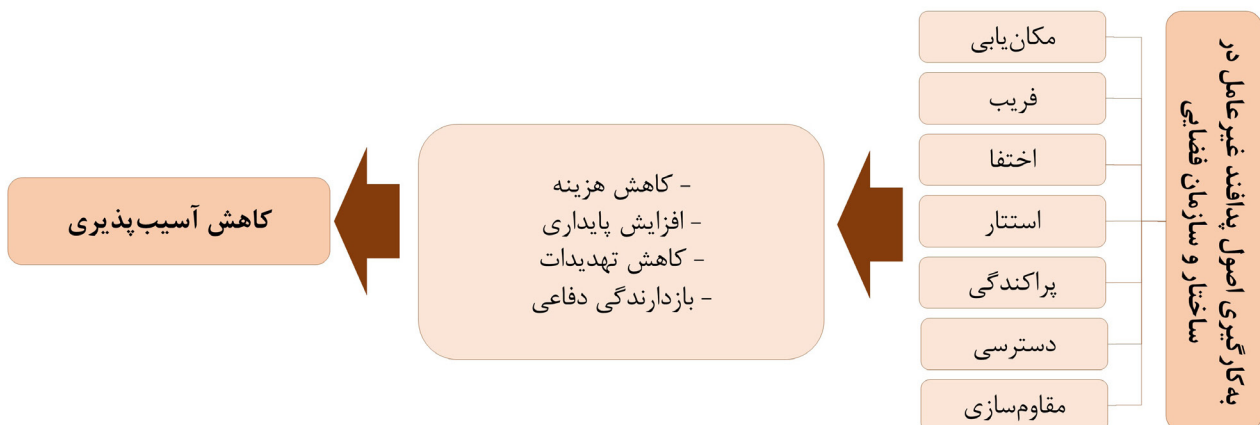 به‌کارگیری اصول پدافند غیرعامل در
ساختار و سازمان فضایی
مکان‌یابی
فریب
اختفا
استتار
پراکندگی
دسترسی
مقاوم‌سازی
- کاهش هزینه
- افزایش پایداری
- کاهش تهدیدات
- بازدارندگی دفاعی
کاهش آسیب‌پذیری